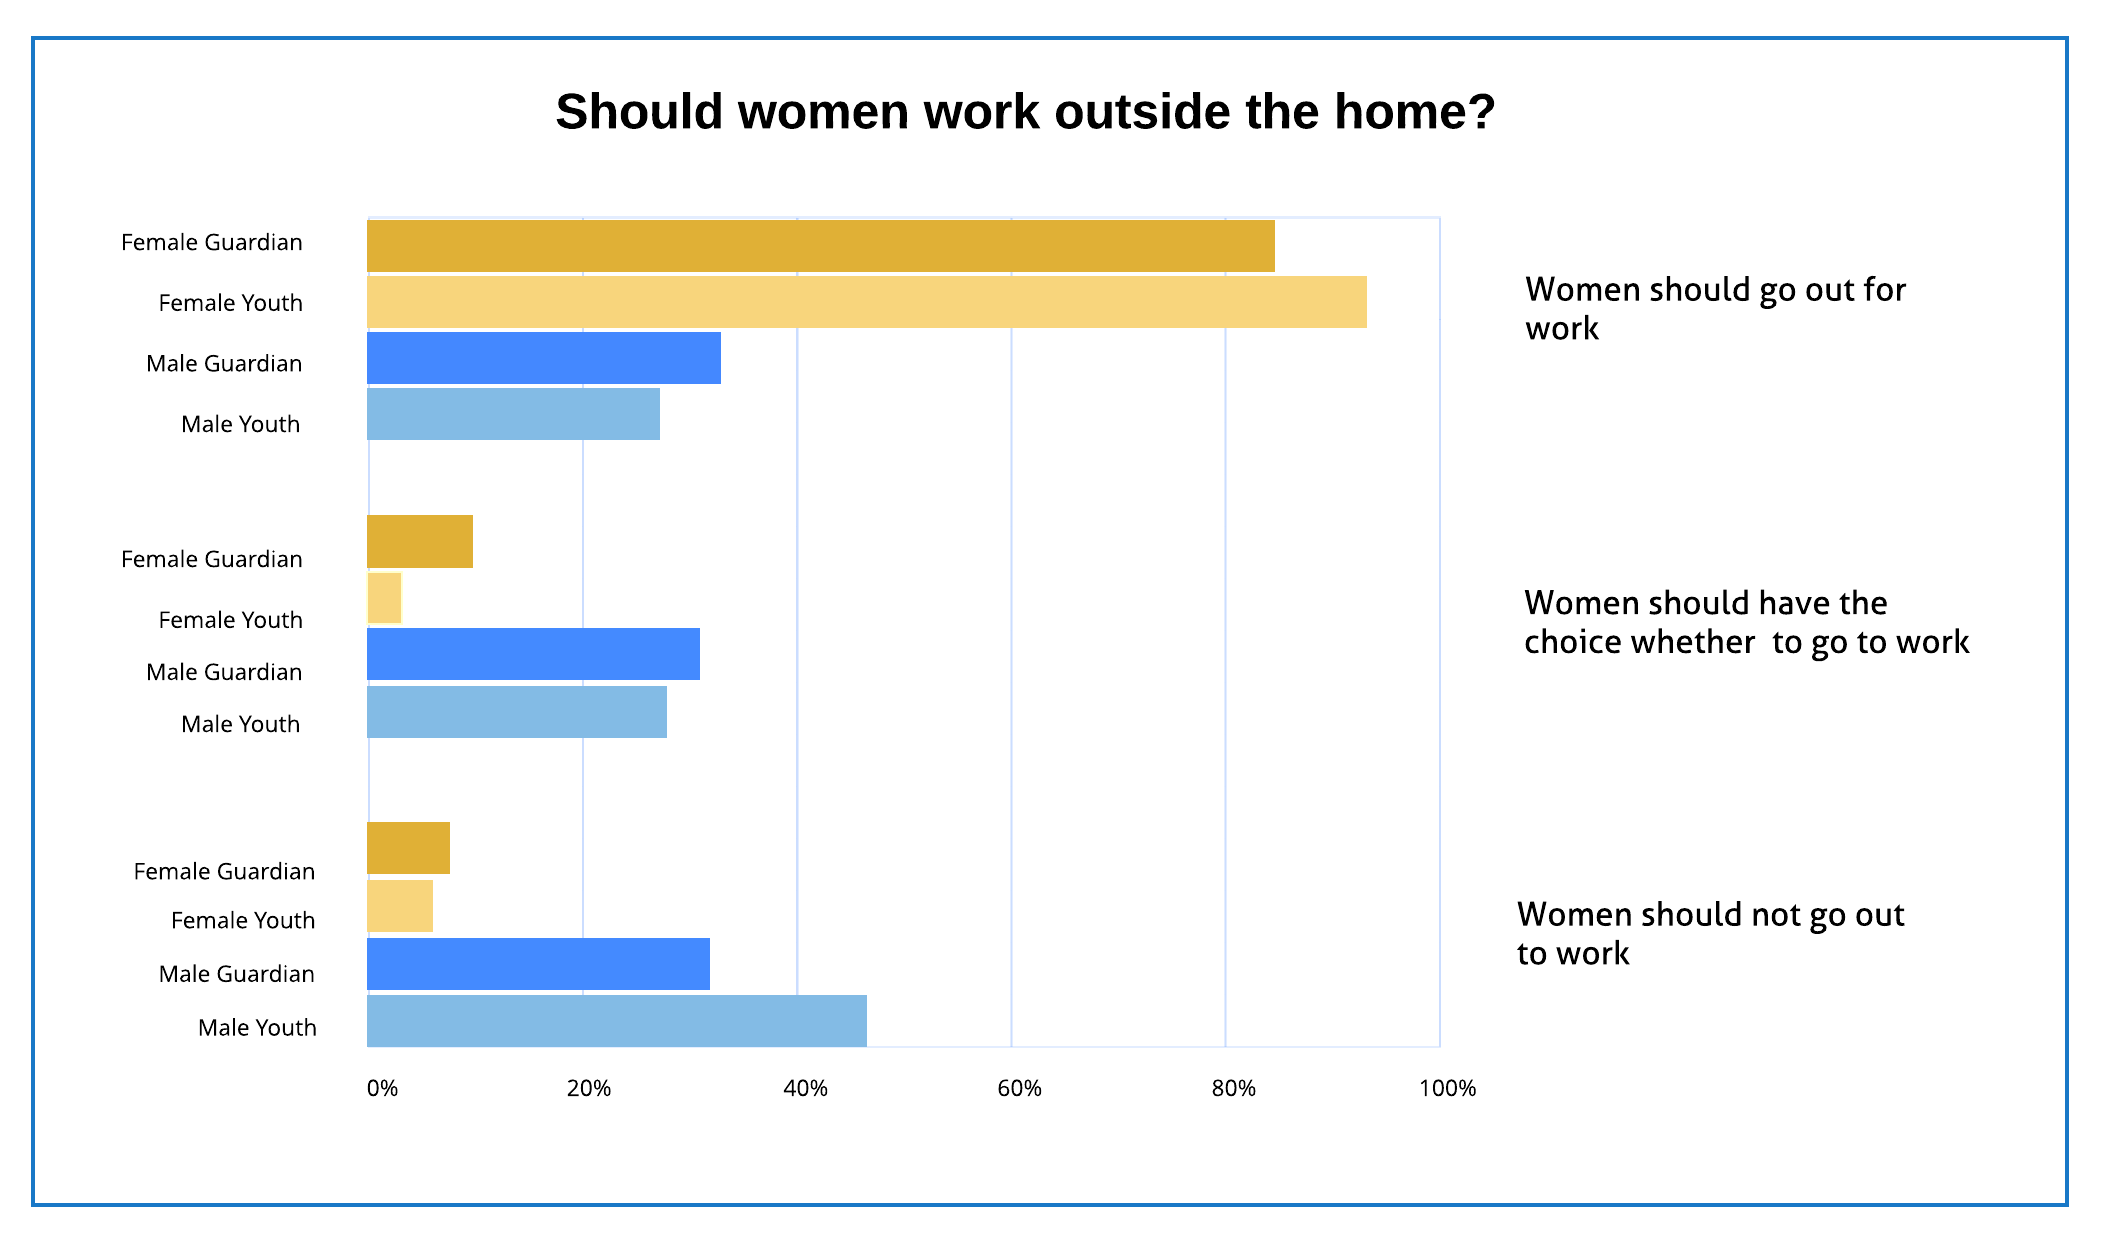 Should women work outside the home?
Female Guardian
Female Youth
Male Guardian
Male Youth
Women should go out for
work
Female Guardian
Female Youth
Male Guardian
Male Youth
Women should have the
choice whether  to go to work
Female Guardian
Female Youth
Male Guardian
Male Youth
Women should not go out
to work
0% 20% 40% 60% 80% 100%